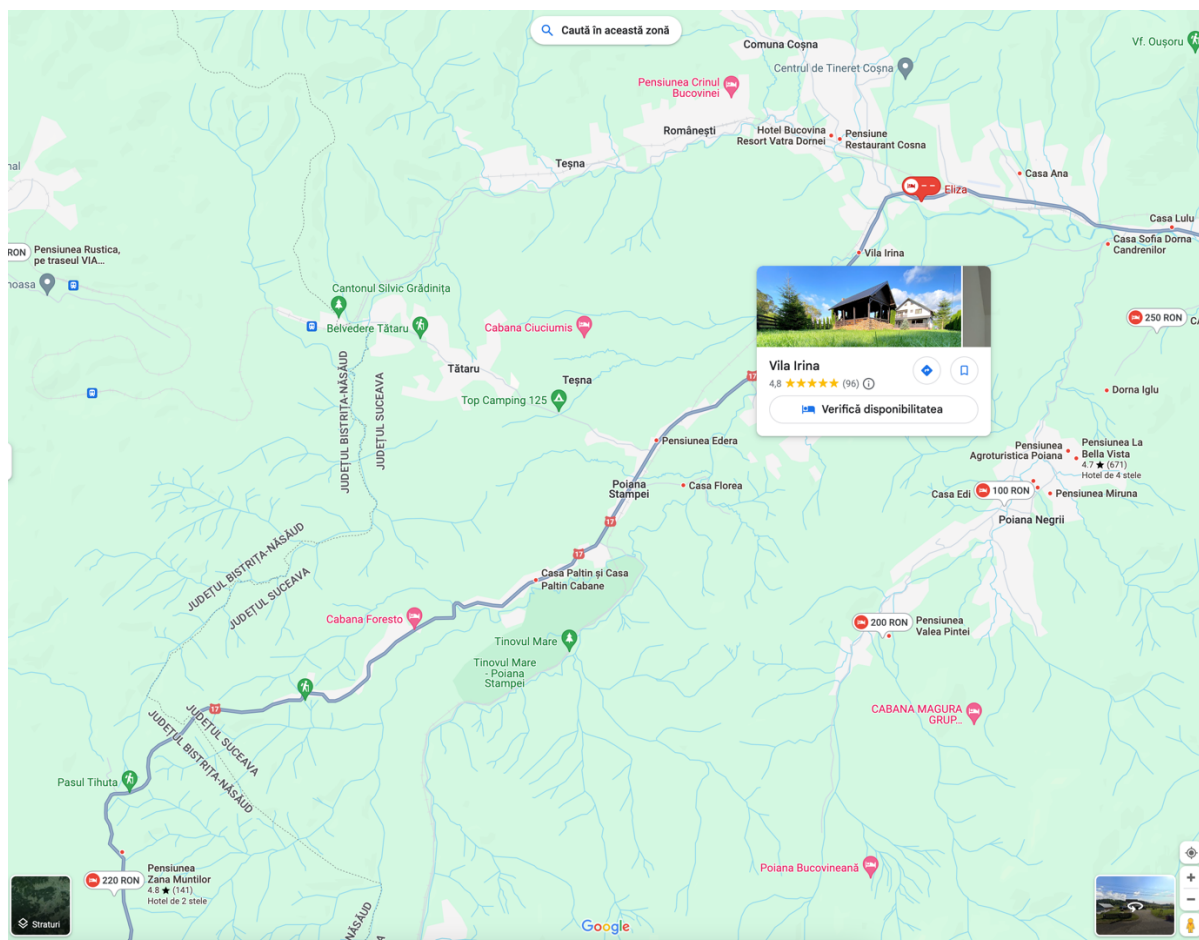 Caută în această zonă
Comuna Coșna
Vf. Oușoru
Centrul de Tineret Coșna
Pensiunea Crinul
Bucovinei
Românești
Hotel Bucovina
Resort Vatra Dornei
Pensiune
Restaurant Cosna
Teșna
nal
Casa Ana
Eliza
Casa Lulu
Casa Sofia Dorna
Candrenilor
RON
Pensiunea Rustica,
pe traseul VIA...
Vila Irina
noasa
Cantonul Silvic Grădinița
Belvedere Tătaru
Cabana Ciuciumis
250 RON
CA
Tătaru
Teșna
Top Camping 125
17
Vila Irina
4,8
(96)
Verifică disponibilitatea
Dorna Iglu
JUDEȚUL BISTRIȚA-NĂSĂUD
JUDEȚUL SUCEAVA
Pensiunea Edera
Pensiunea
Agroturistica Poiana
Pensiunea La
Bella Vista
4.7 ★ (671)
Hotel de 4 stele
Poiana
Stampei
Casa Florea
Casa Edi
100 RON
Pensiunea Miruna
Poiana Negrii
17
17
JUDEȚUL BISTRIȚA-NĂSĂUD
JUDEȚUL SUCEAVA
Casa Paltin și Casa
Paltin Cabane
Cabana Foresto
200 RON
Pensiunea
Valea Pintei
Tinovul Mare
Tinovul Mare
- Poiana
Stampei
17
JUDEȚUL SUCEAVA
JUDEȚUL BISTRIȚA-NĂSĂUD
CABANA MAGURA
GRUP...
Pasul Tihuta
Pensiunea
Zana Muntilor
4.8 ★ (141)
Hotel de 2 stele
220 RON
Poiana Bucovineană
Straturi
Google
JUDEȚUL SUCEAVA
-NĂSĂUD